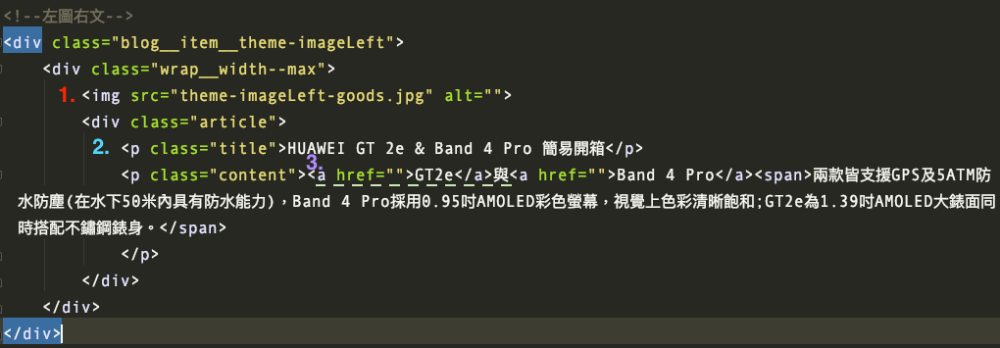 <!--左圖右文-->
<div class="blog__item__theme-imageLeft">
<div class="wrap__width--max">
1. <img src="theme-imageLeft-goods.jpg" alt="">
<div class="article">
2. <p class="title">HUAWEI GT 2e & Band 4 Pro 簡易開箱</p>
3.
<p class="content"><a href="">GT2e</a>與<a href="">Band 4 Pro</a><span>兩款皆支援GPS及5ATM防
水防塵(在水下50米內具有防水能力)，Band 4 Pro採用0.95吋AMOLED彩色螢幕，視覺上色彩清晰飽和;GT2e為1.39吋AMOLED大錶面同
時搭配不鏽鋼錶身。</span>
</p>
</div>
</div>
</div>